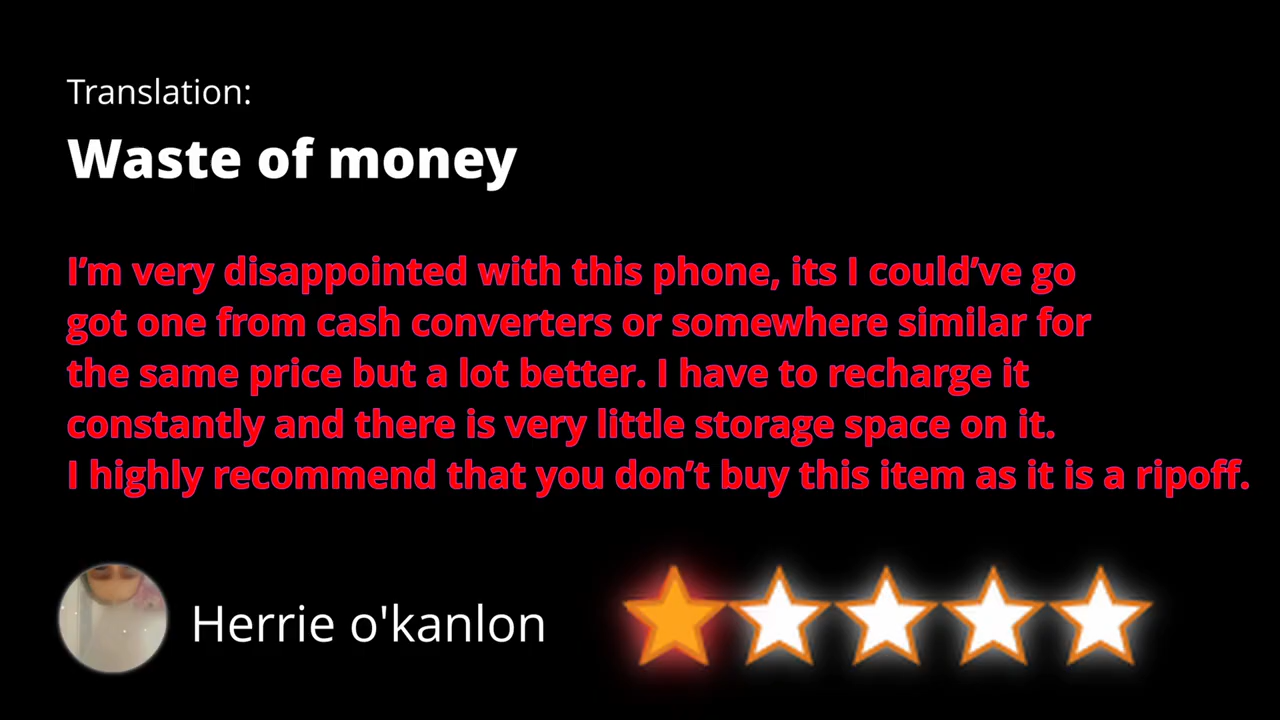 Translation:
Waste of money
I’m very disappointed with this phone, its I could’ve go
got one from cash converters or somewhere similar for
the same price but a lot better. I have to recharge it
constantly and there is very little storage space on it.
I highly recommend that you don’t buy this item as it is a ripoff.
Herrie o'kanlon